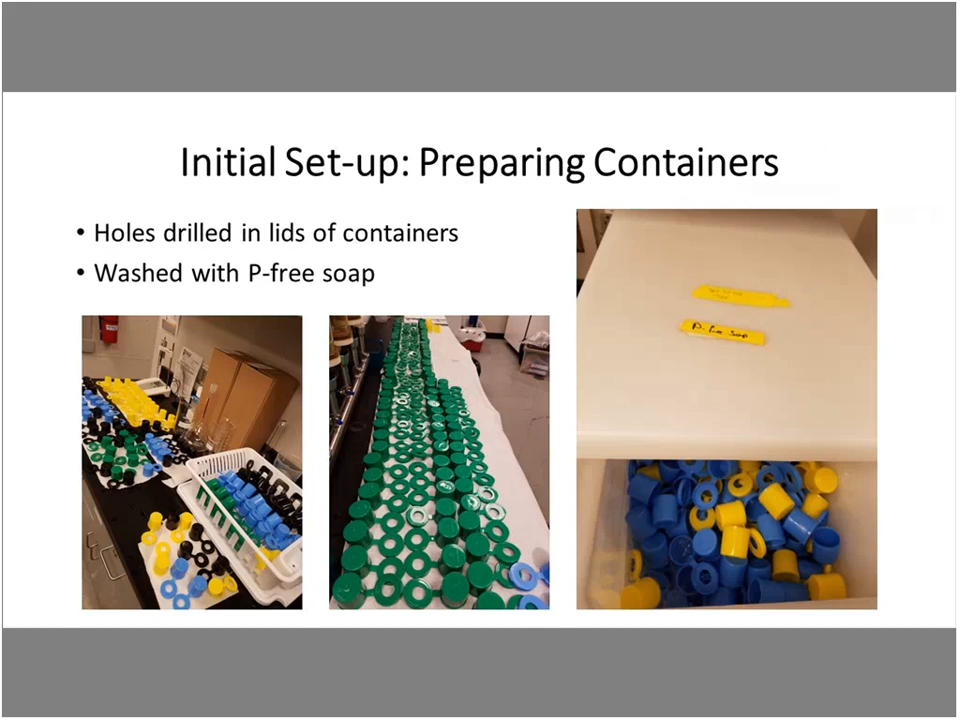 Initial Set-up: Preparing Containers
• Holes drilled in lids of containers
• Washed with P-free soap
P-free Soap